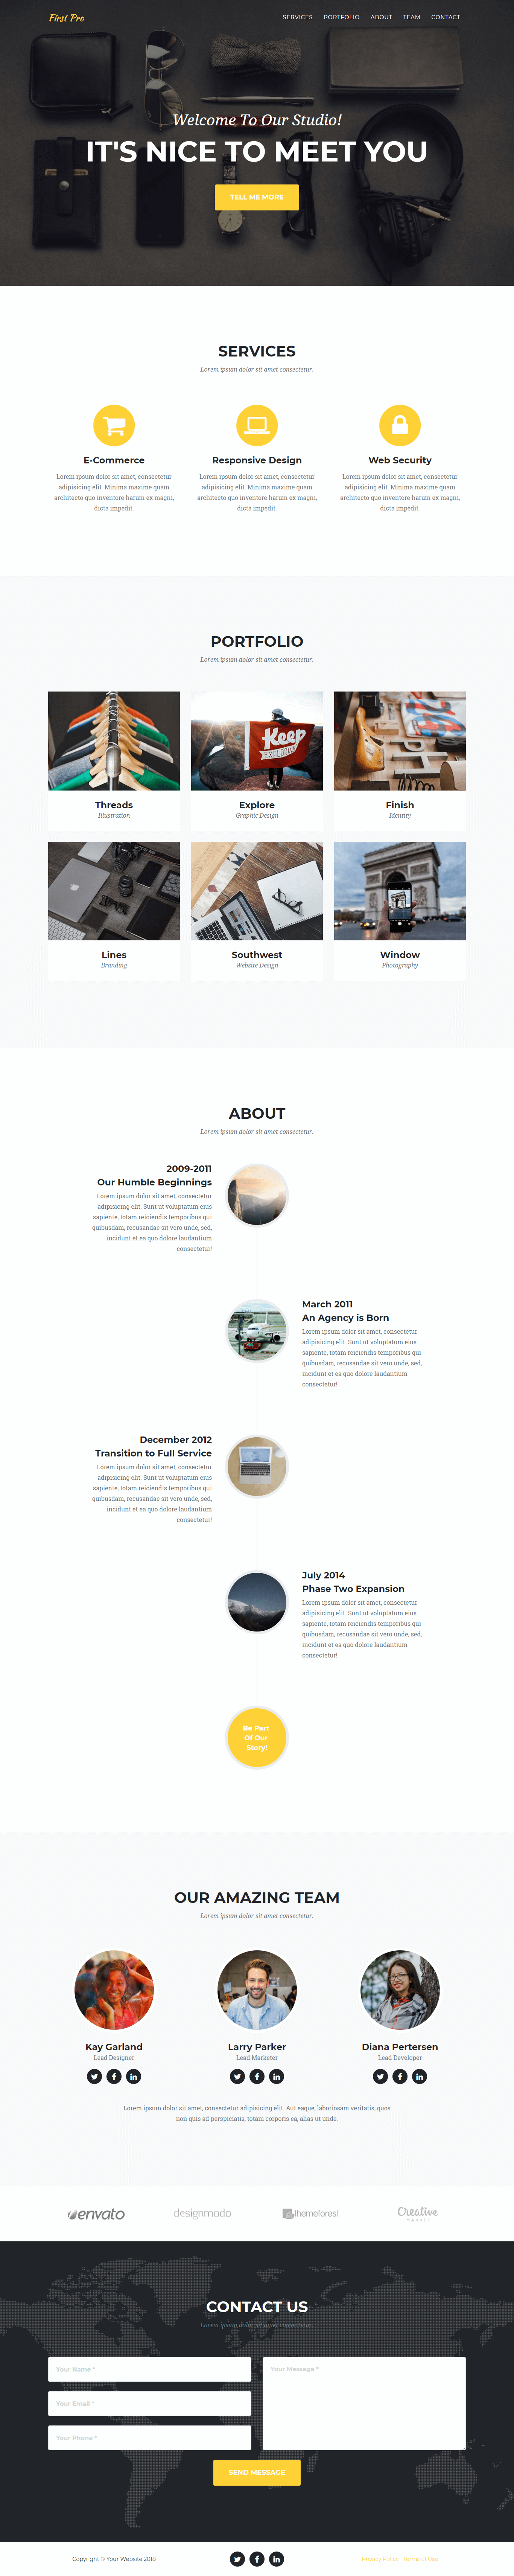 First Pro
SERVICES PORTFOLIO ABOUT TEAM CONTACT
Welcome To Our Studio!
IT'S NICE TO MEET YOU
TELL ME MORE
SERVICES
Lorem ipsum dolor sit amet consectetur.
E-Commerce
Lorem ipsum dolor sit amet, consectetur
adipisicing elit. Minima maxime quam
architecto quo inventore harum ex magni,
dicta impedit.
Responsive Design
Lorem ipsum dolor sit amet, consectetur
adipisicing elit. Minima maxime quam
architecto quo inventore harum ex magni,
dicta impedit.
Web Security
Lorem ipsum dolor sit amet, consectetur
adipisicing elit. Minima maxime quam
architecto quo inventore harum ex magni,
dicta impedit.
PORTFOLIO
Lorem ipsum dolor sit amet consectetur.
Keep
EXPLORING
Threads
Illustration
Explore
Graphic Design
Finish
Identity
Lines
Branding
Southwest
Website Design
Window
Photography
ABOUT
Lorem ipsum dolor sit amet consectetur.
2009-2011
Our Humble Beginnings
Lorem ipsum dolor sit amet, consectetur
adipisicing elit. Sunt ut voluptatum eius
sapiente, totam reiciendis temporibus qui
quibusdam, recusandae sit vero unde, sed,
incidunt et ea quo dolore laudantium
consectetur!
March 2011
An Agency is Born
Lorem ipsum dolor sit amet, consectetur
adipisicing elit. Sunt ut voluptatum eius
sapiente, totam reiciendis temporibus qui
quibusdam, recusandae sit vero unde, sed,
incidunt et ea quo dolore laudantium
consectetur!
December 2012
Transition to Full Service
Lorem ipsum dolor sit amet, consectetur
adipisicing elit. Sunt ut voluptatum eius
sapiente, totam reiciendis temporibus qui
quibusdam, recusandae sit vero unde, sed,
incidunt et ea quo dolore laudantium
consectetur!
July 2014
Phase Two Expansion
Lorem ipsum dolor sit amet, consectetur
adipisicing elit. Sunt ut voluptatum eius
sapiente, totam reiciendis temporibus qui
quibusdam, recusandae sit vero unde, sed,
incidunt et ea quo dolore laudantium
consectetur!
Be Part
Of Our
Story!
OUR AMAZING TEAM
Lorem ipsum dolor sit amet consectetur.
Kay Garland
Lead Designer
Larry Parker
Lead Marketer
Diana Pertersen
Lead Developer
Lorem ipsum dolor sit amet, consectetur adipisicing elit. Aut eaque, laboriosam veritatis, quos
non quis ad perspiciatis, totam corporis ea, alias ut unde.
envato
designmodo
themeforest
Creative
MARKET
CONTACT US
Lorem ipsum dolor sit amet consectetur.
Your Name *
Your Email *
Your Phone *
Your Message *
SEND MESSAGE
Copyright © Your Website 2018
Privacy Policy Terms of Use